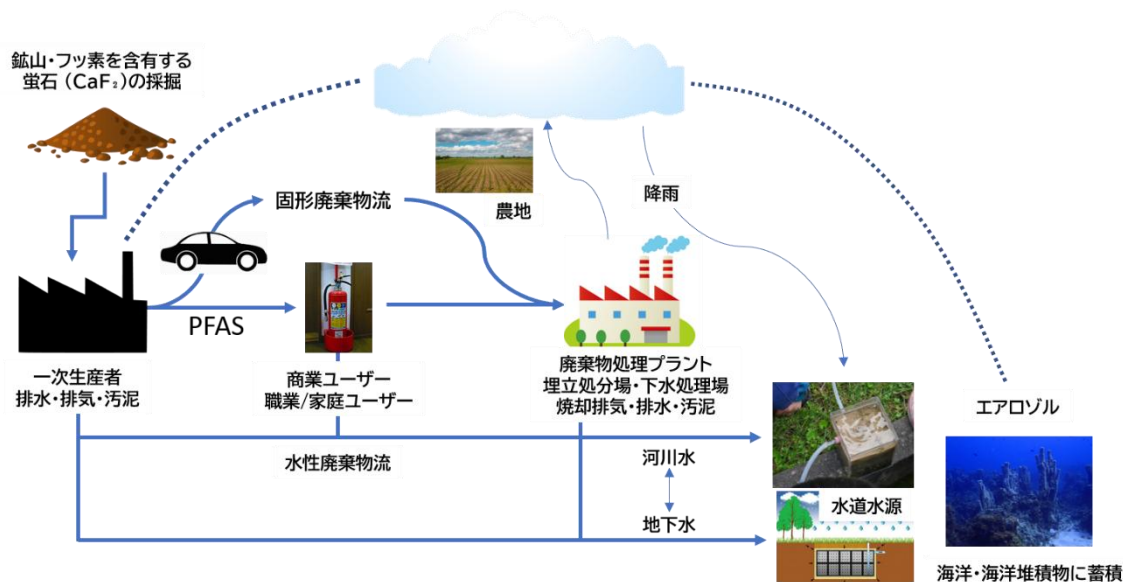 鉱山・フッ素を含有する
蛍石（CaF₂）の採掘
固形廃棄物流
農地
降雨
PFAS
一次生産者
排水・排気・汚泥
商業ユーザー
職業/家庭ユーザー
廃棄物処理プラント
埋立処分場・下水処理場
焼却排気・排水・汚泥
エアロゾル
水性廃棄物流
河川水
地下水
水道水源
海洋・海洋堆積物に蓄積